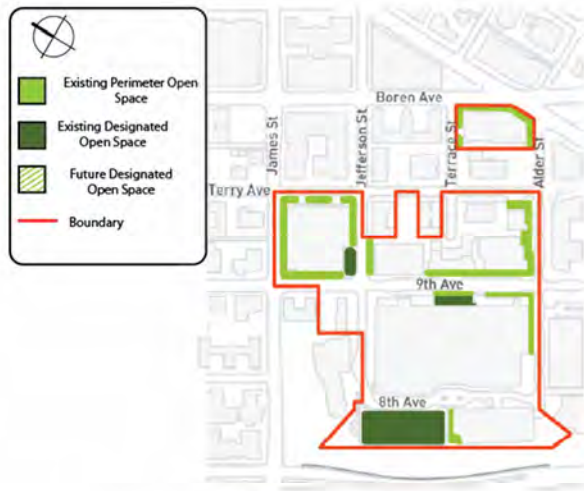 Existing Perimeter Open
Space
Existing Designated
Open Space
Future Designated
Open Space
Boundary
Boren Ave
James St
Jefferson St
Terrace St
Alder St
Terry Ave
9th Ave
8th Ave